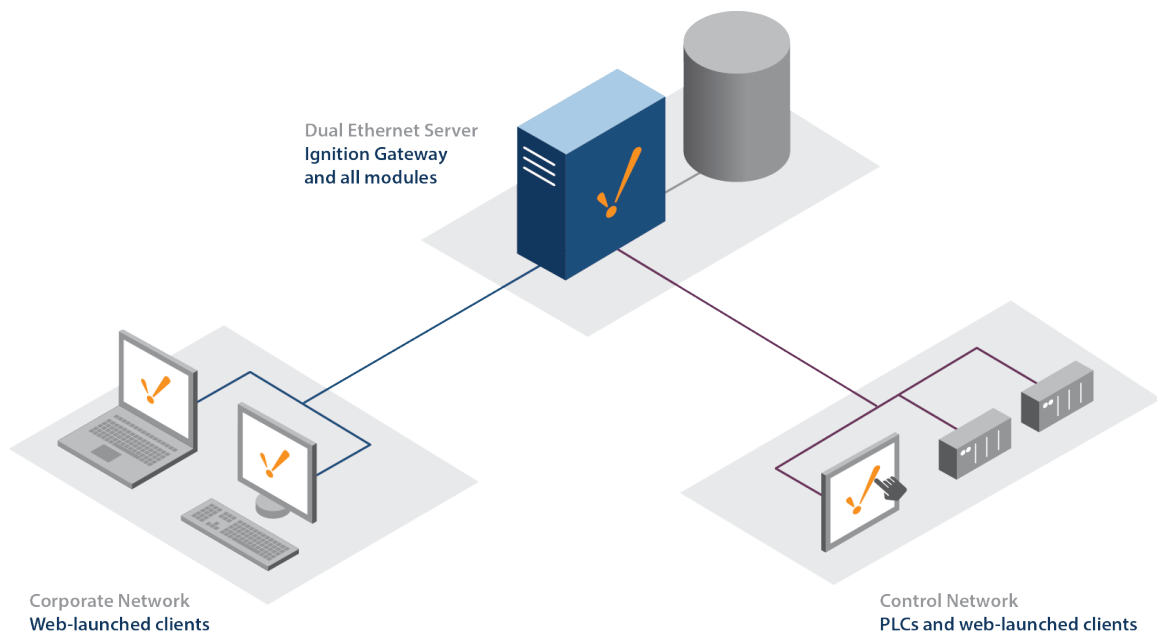 Dual Ethernet Server
Ignition Gateway
and all modules
Corporate Network
Web-launched clients
Control Network
PLCs and web-launched clients